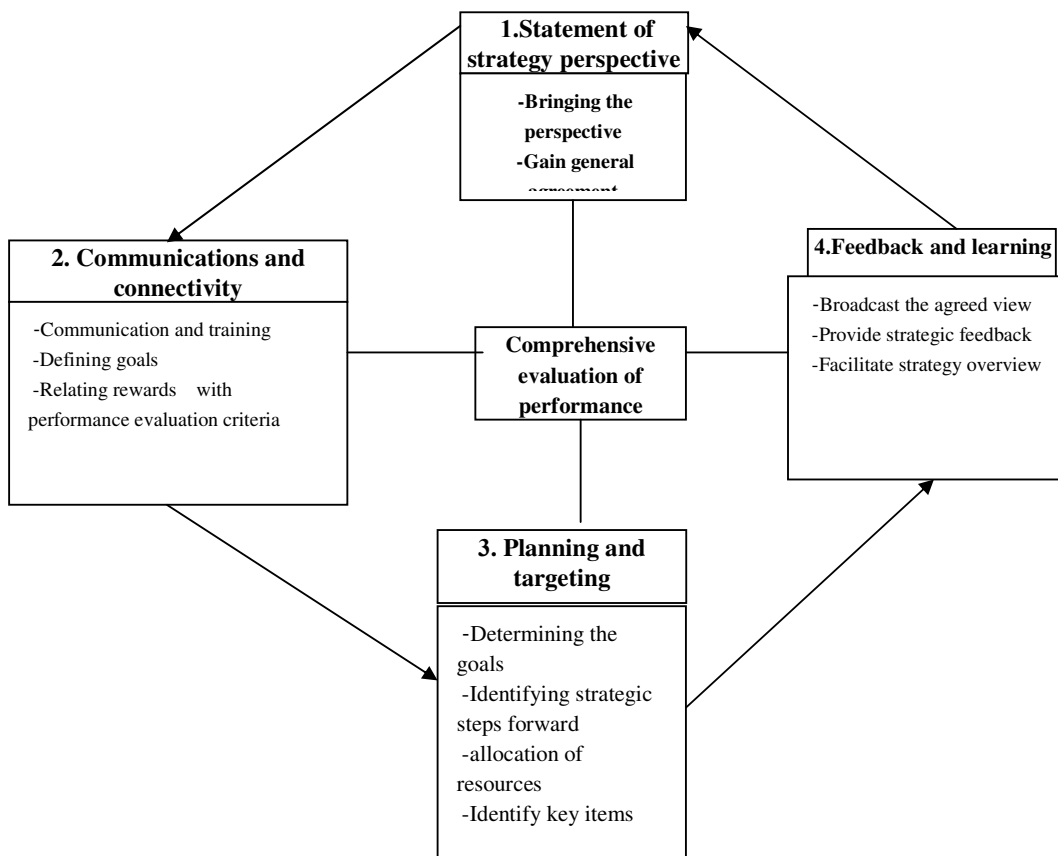 1.Statement of
strategy perspective
-Bringing the
perspective
-Gain general
agreement
2. Communications and
connectivity
-Communication and training
-Defining goals
-Relating rewards with
performance evaluation criteria
4.Feedback and learning
-Broadcast the agreed view
-Provide strategic feedback
-Facilitate strategy overview
Comprehensive
evaluation of
performance
3. Planning and
targeting
-Determining the
goals
-Identifying strategic
steps forward
-allocation of
resources
-Identify key items